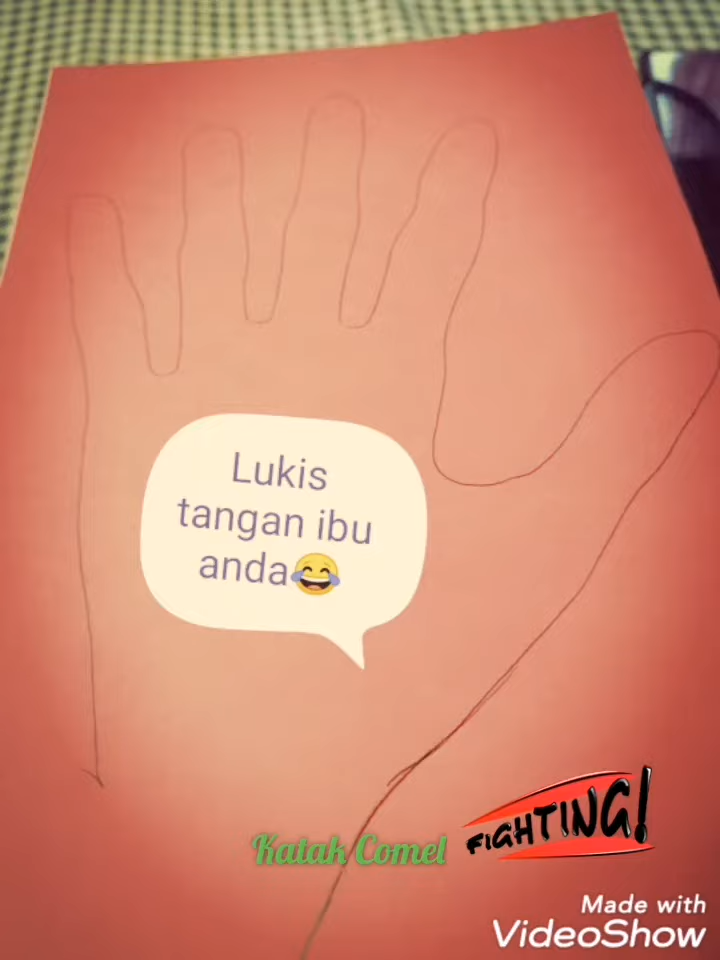 Lukis
tangan ibu
anda😂
Katak Comel
FIGHTING!
Made with
VideoShow